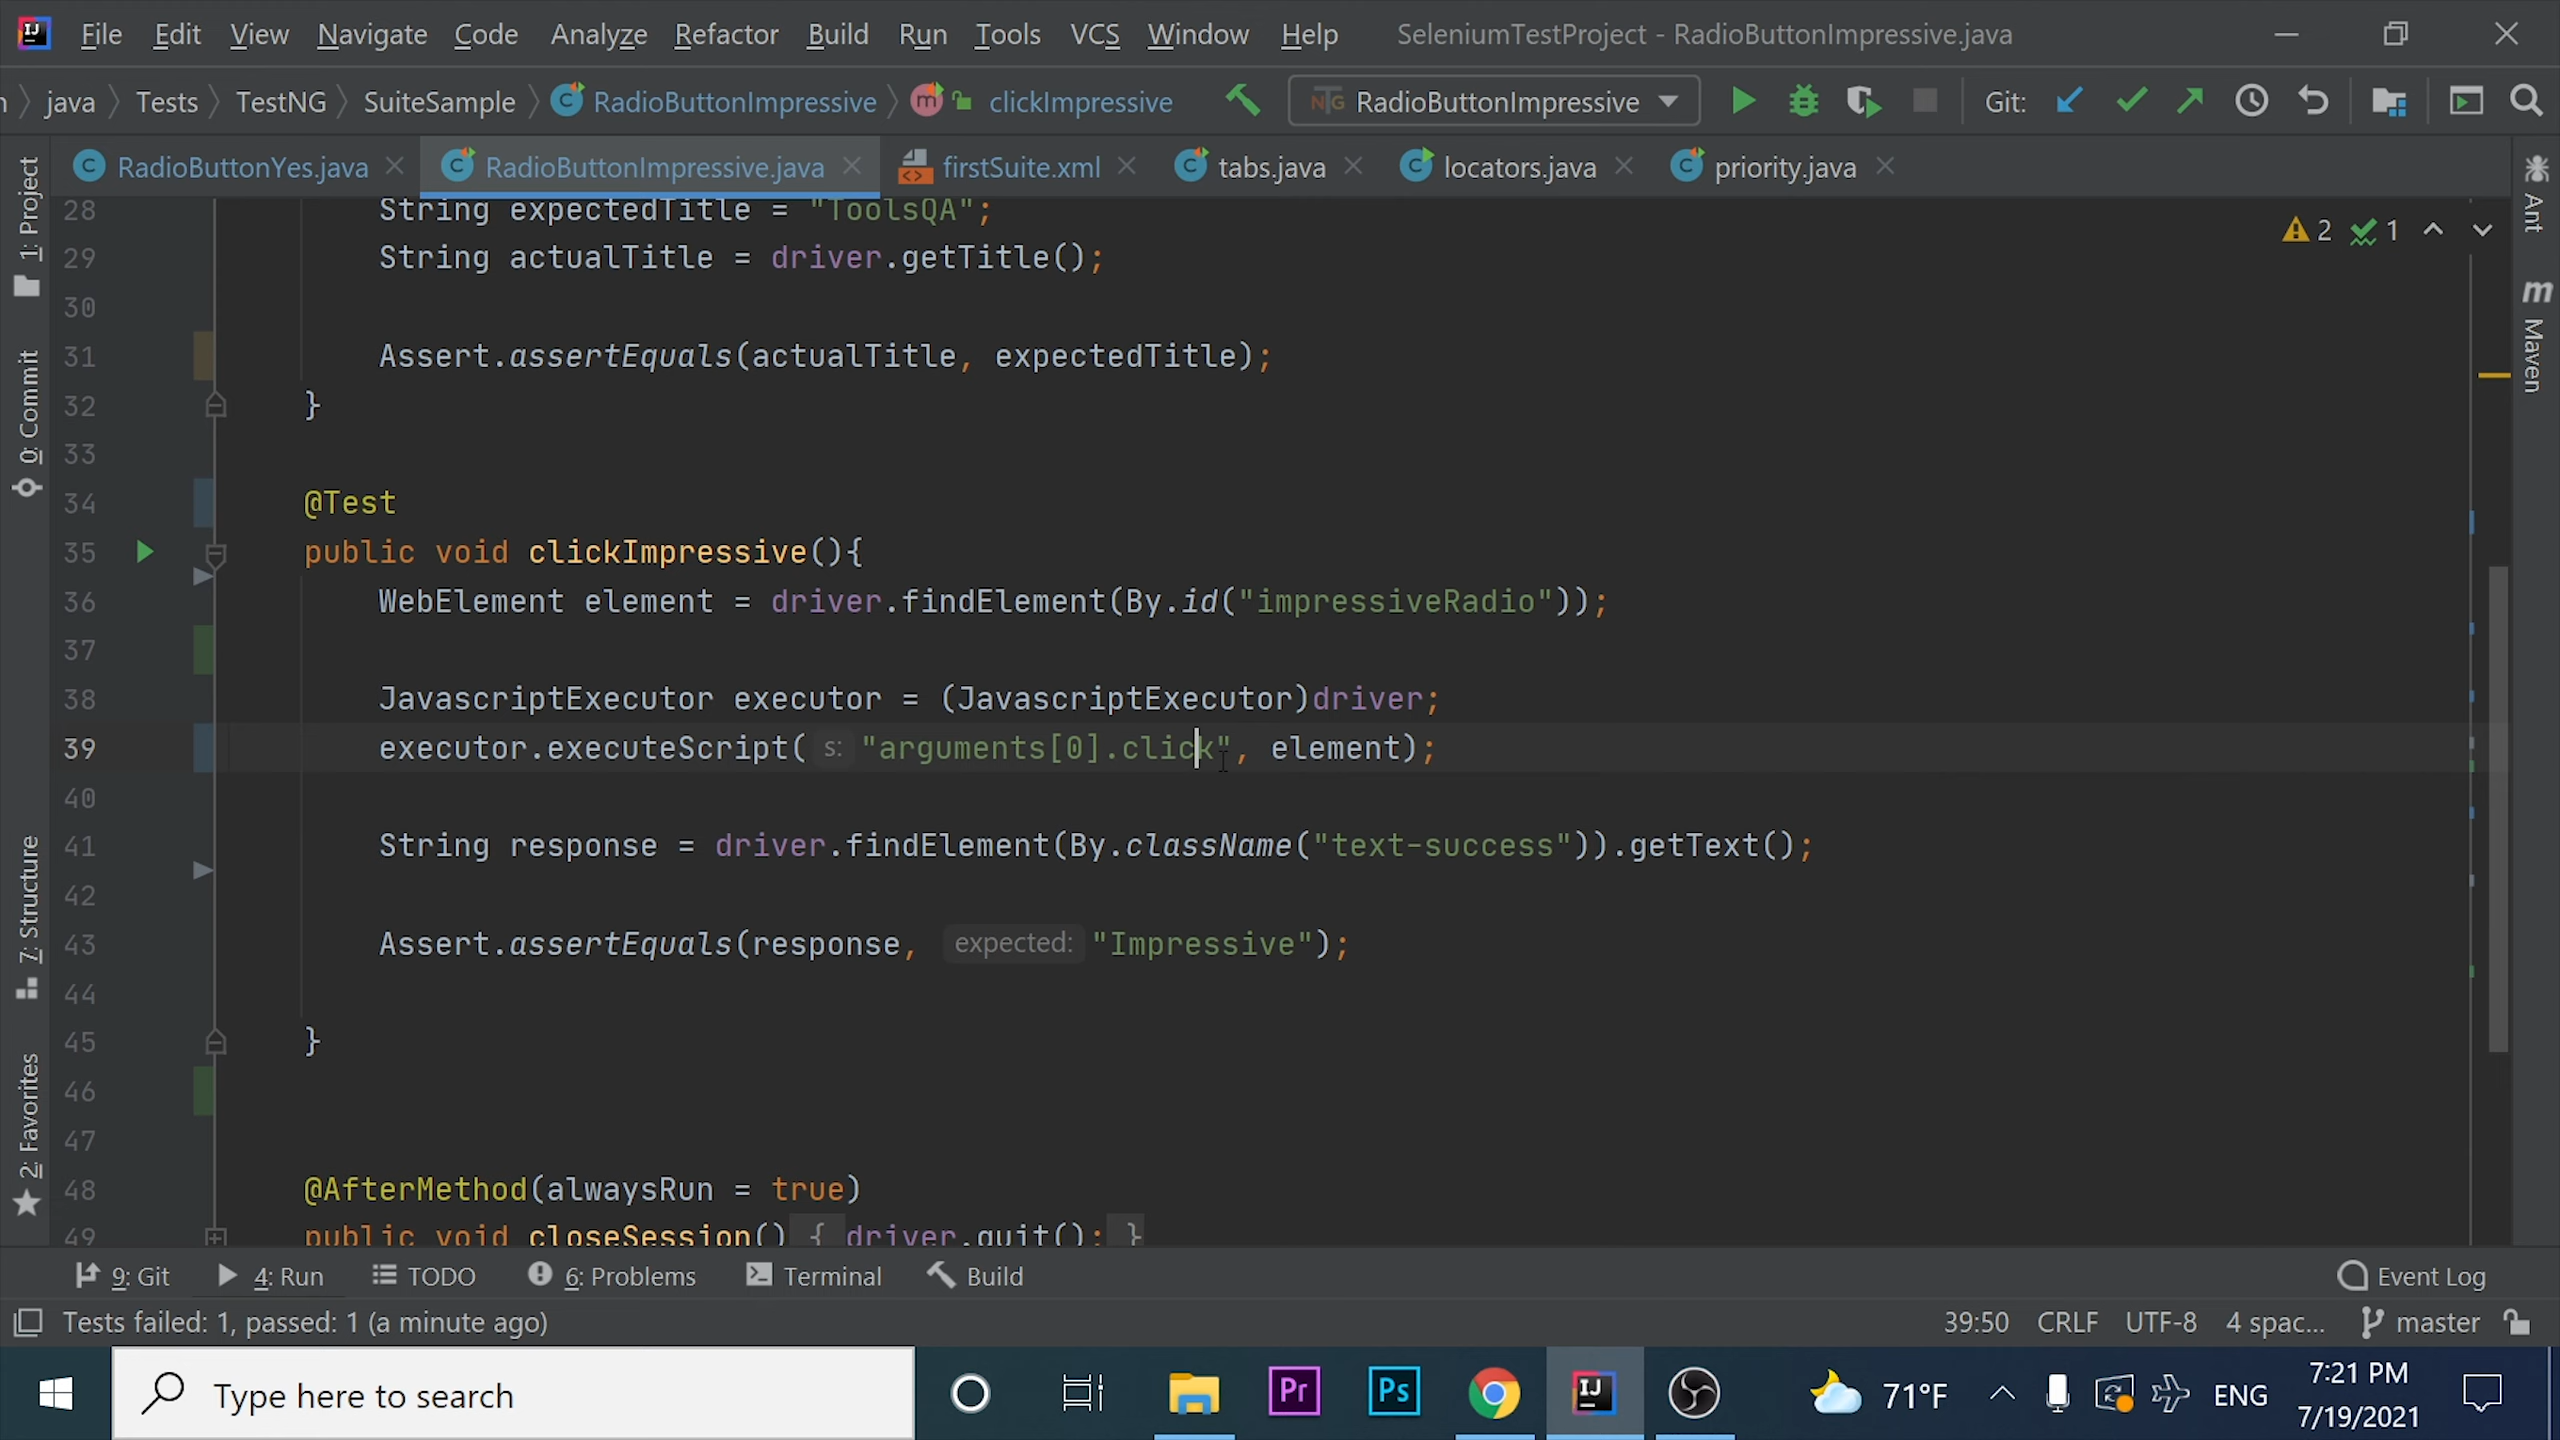 File Edit View Navigate Code Analyze Refactor Build Run Tools VCS Window Help SeleniumTestProject - RadioButtonImpressive.java
java Tests TestNG SuiteSample RadioButtonImpressive clickImpressive RadioButtonImpressive Git:
RadioButtonYes.java RadioButtonImpressive.java firstSuite.xml tabs.java locators.java priority.java
28 String expectedTitle = "ToolsQA";
2 1
29 String actualTitle = driver.getTitle();
30
31 Assert.assertEquals(actualTitle, expectedTitle);
32 }
33
34 @Test
35 public void clickImpressive(){
36 WebElement element = driver.findElement(By.id("impressiveRadio"));
37
38 JavascriptExecutor executor = (JavascriptExecutor)driver;
39 executor.executeScript( s: "arguments[0].click", element);
40
41 String response = driver.findElement(By.className("text-success")).getText();
42
43 Assert.assertEquals(response, expected: "Impressive");
44
45 }
46
47
48 @AfterMethod(alwaysRun = true)
49 public void closeSession() { driver.quit(); }
1: Project
0: Commit
7: Structure
2: Favorites
Ant
m
Maven
9: Git 4: Run TODO 6: Problems Terminal Build Event Log
Tests failed: 1, passed: 1 (a minute ago) 39:50 CRLF UTF-8 4 spac... master
Type here to search Pr Ps IJ 71°F ENG 7:21 PM
7/19/2021